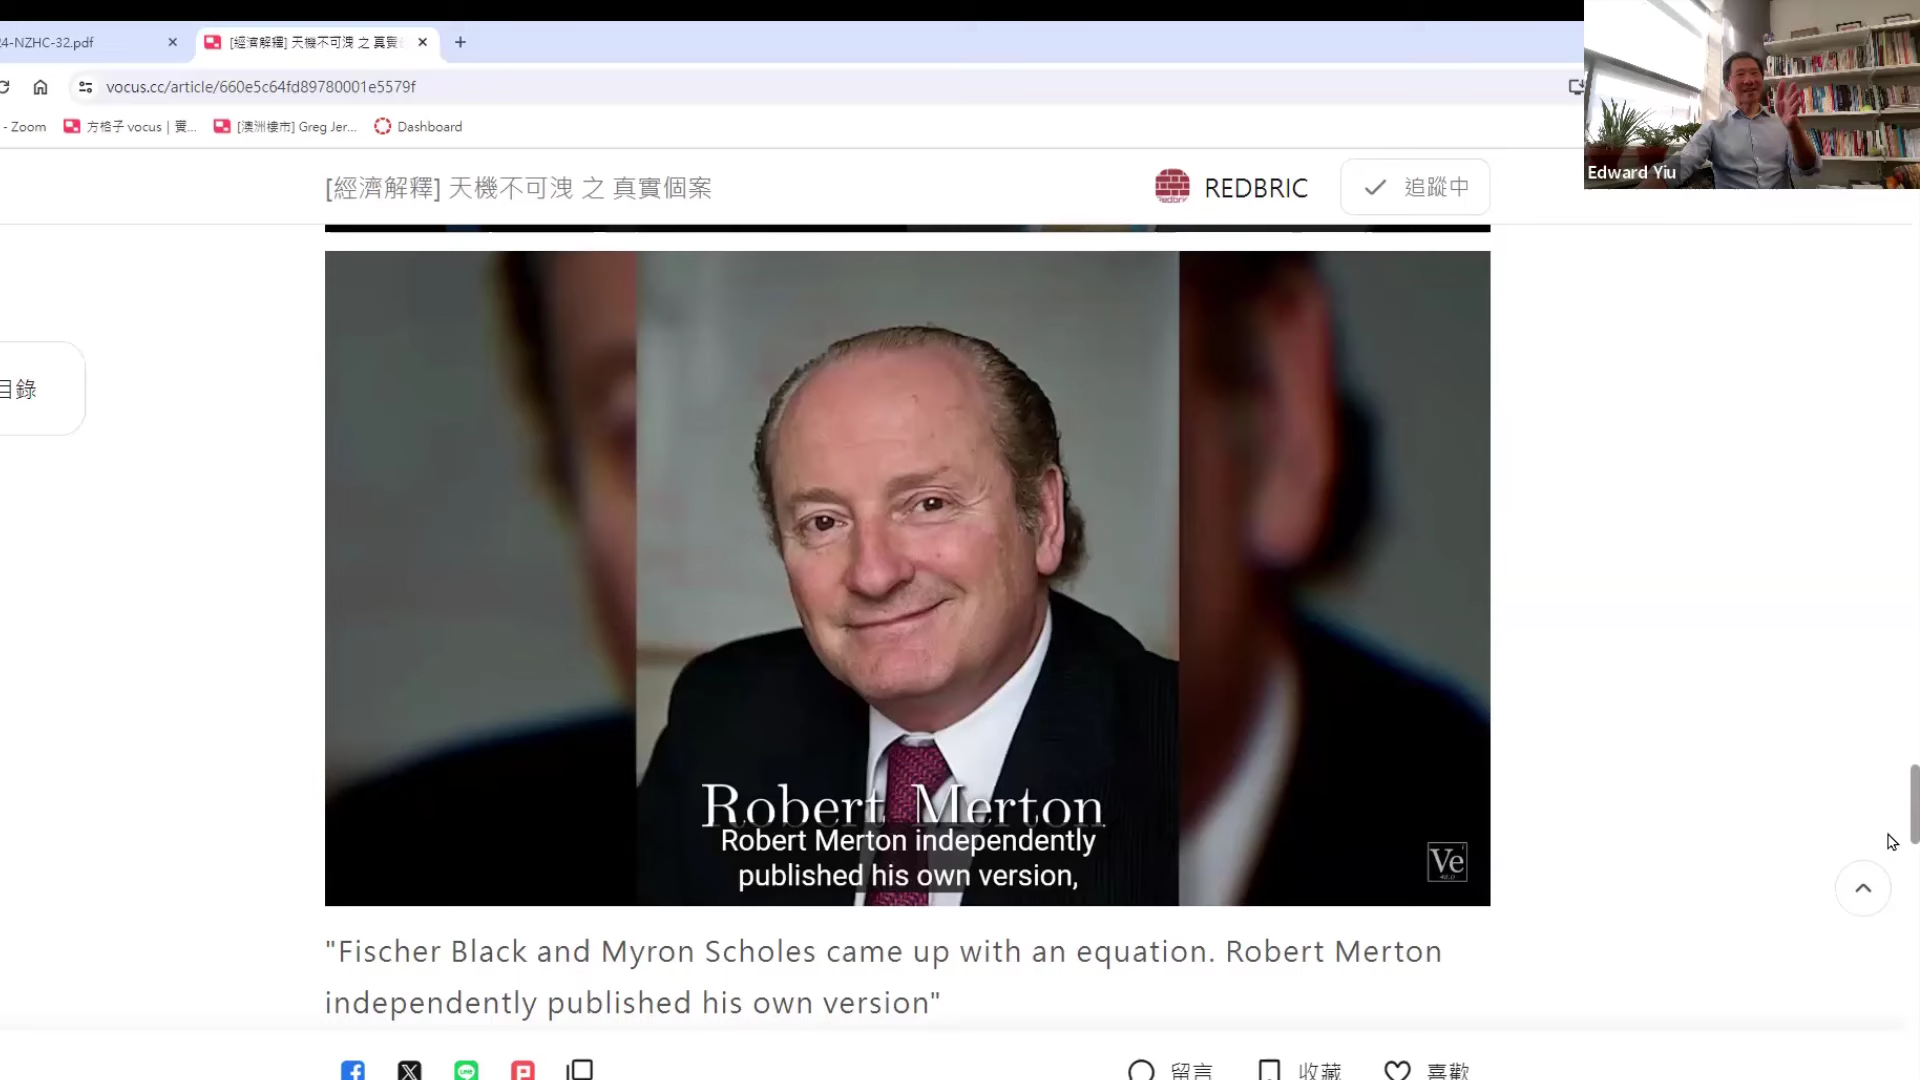 4-NZHC-32.pdf
[經濟解釋] 天機不可洩 之 真實
vocus.cc/article/660e5c64fd89780001e5579f
- Zoom
方格子 vocus | 實...
[澳洲樓市] Greg Jer...
Dashboard
Edward Yiu
[經濟解釋] 天機不可洩 之 真實個案
REDBRIC
追蹤中
目錄
Robert Merton
Robert Merton independently
published his own version,
Ve
"Fischer Black and Myron Scholes came up with an equation. Robert Merton
independently published his own version"
留言
收藏
喜歡